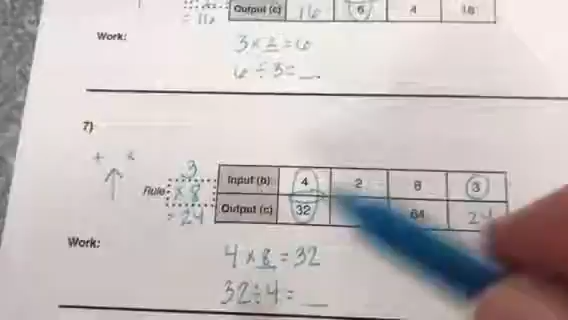 Output (c) 16 6 4 18
= 16
Work:
3 × 2 = 6
6 ÷ 3 = __
7)
+ ×
3
Rule: × 8
= 24
Input (b) 4 2 8 3
Output (c) 32 64 24
Work:
4 × 8 = 32
32 ÷ 4 = __